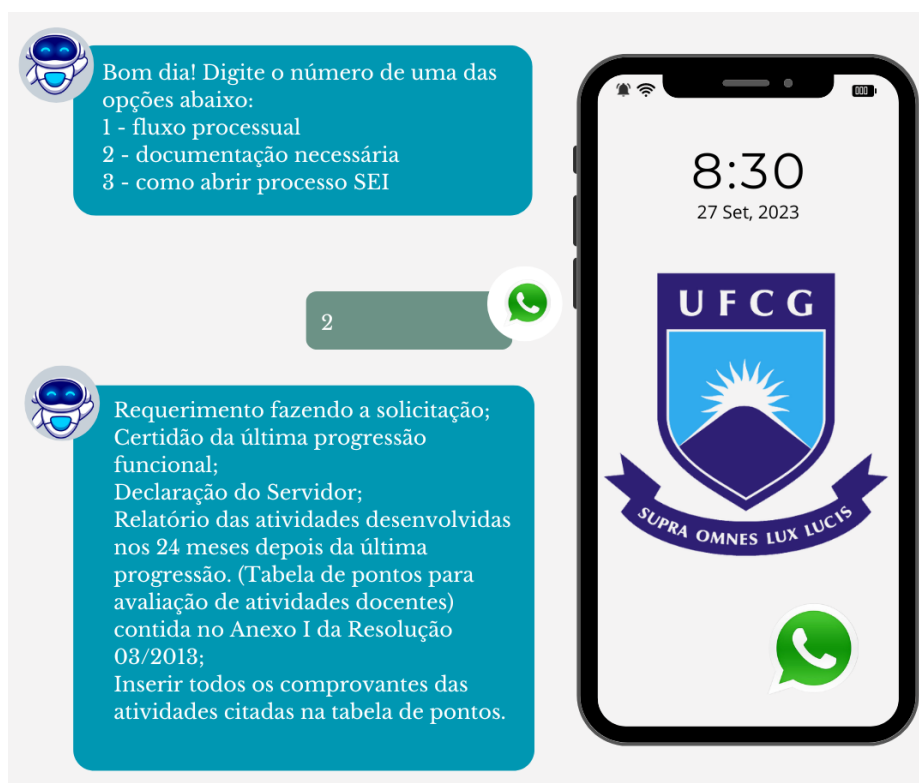 Bom dia! Digite o número de uma das
opções abaixo:
1 - fluxo processual
2 - documentação necessária
3 - como abrir processo SEI
2
Requerimento fazendo a solicitação;
Certidão da última progressão
funcional;
Declaração do Servidor;
Relatório das atividades desenvolvidas
nos 24 meses depois da última
progressão. (Tabela de pontos para
avaliação de atividades docentes)
contida no Anexo I da Resolução
03/2013;
Inserir todos os comprovantes das
atividades citadas na tabela de pontos.
8:30
27 Set, 2023
UFCG
SUPRA OMNES LUX LUCIS